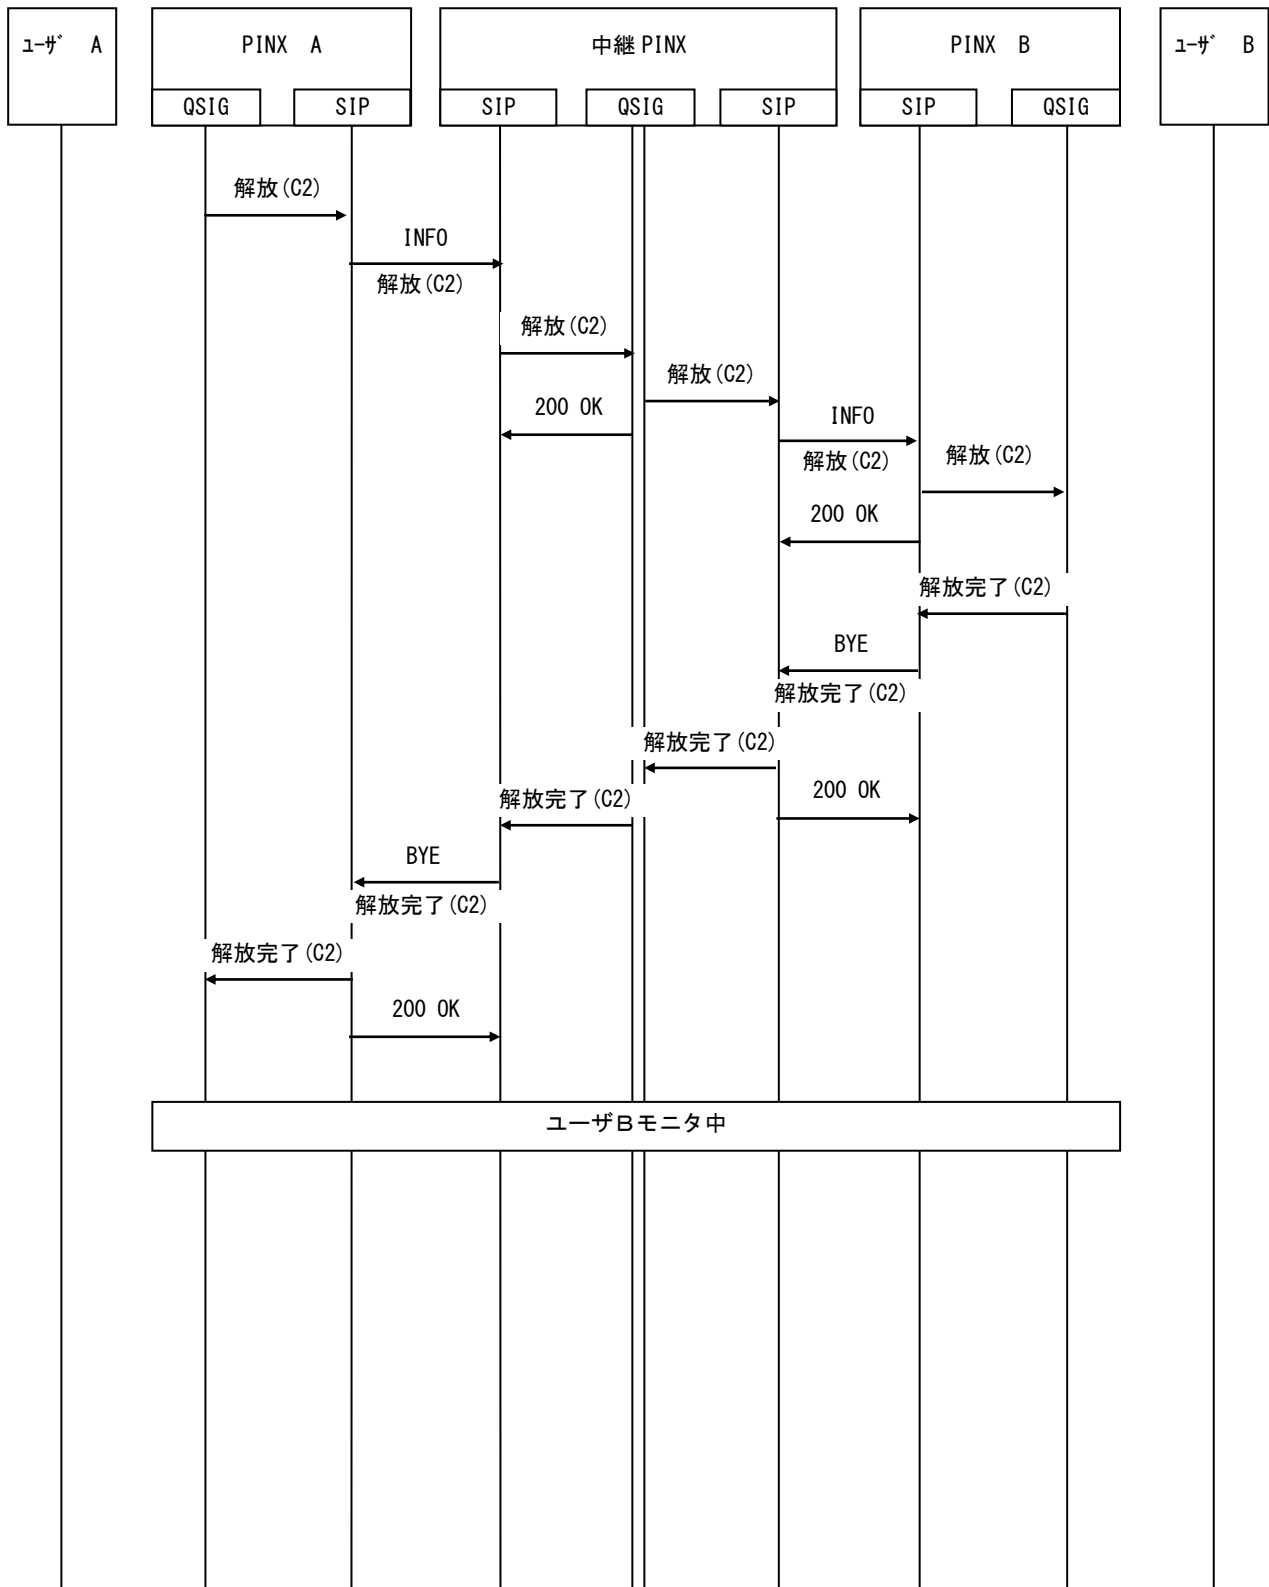 ﾕｰｻﾞ A
PINX A
中継 PINX
PINX B
ﾕｰｻﾞ B
QSIG
SIP
SIP
QSIG
SIP
SIP
QSIG
解放(C2)
INFO
解放(C2)
解放(C2)
解放(C2)
200 OK
INFO
解放(C2)
解放(C2)
200 OK
解放完了(C2)
BYE
解放完了(C2)
解放完了(C2)
200 OK
解放完了(C2)
BYE
解放完了(C2)
解放完了(C2)
200 OK
ユーザＢモニタ中